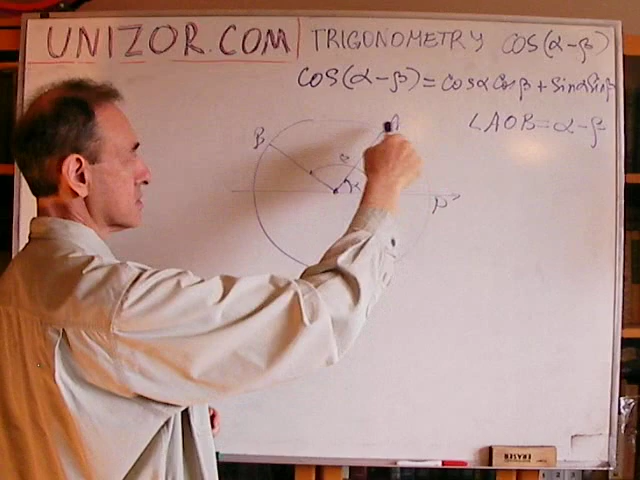 UNIZOR.COM TRIGONOMETRY COS(α-β)
COS(α-β)=Cosα Cosβ+Sinα Sinβ
∠AOB=α-β
B
A
α
P
ERASER